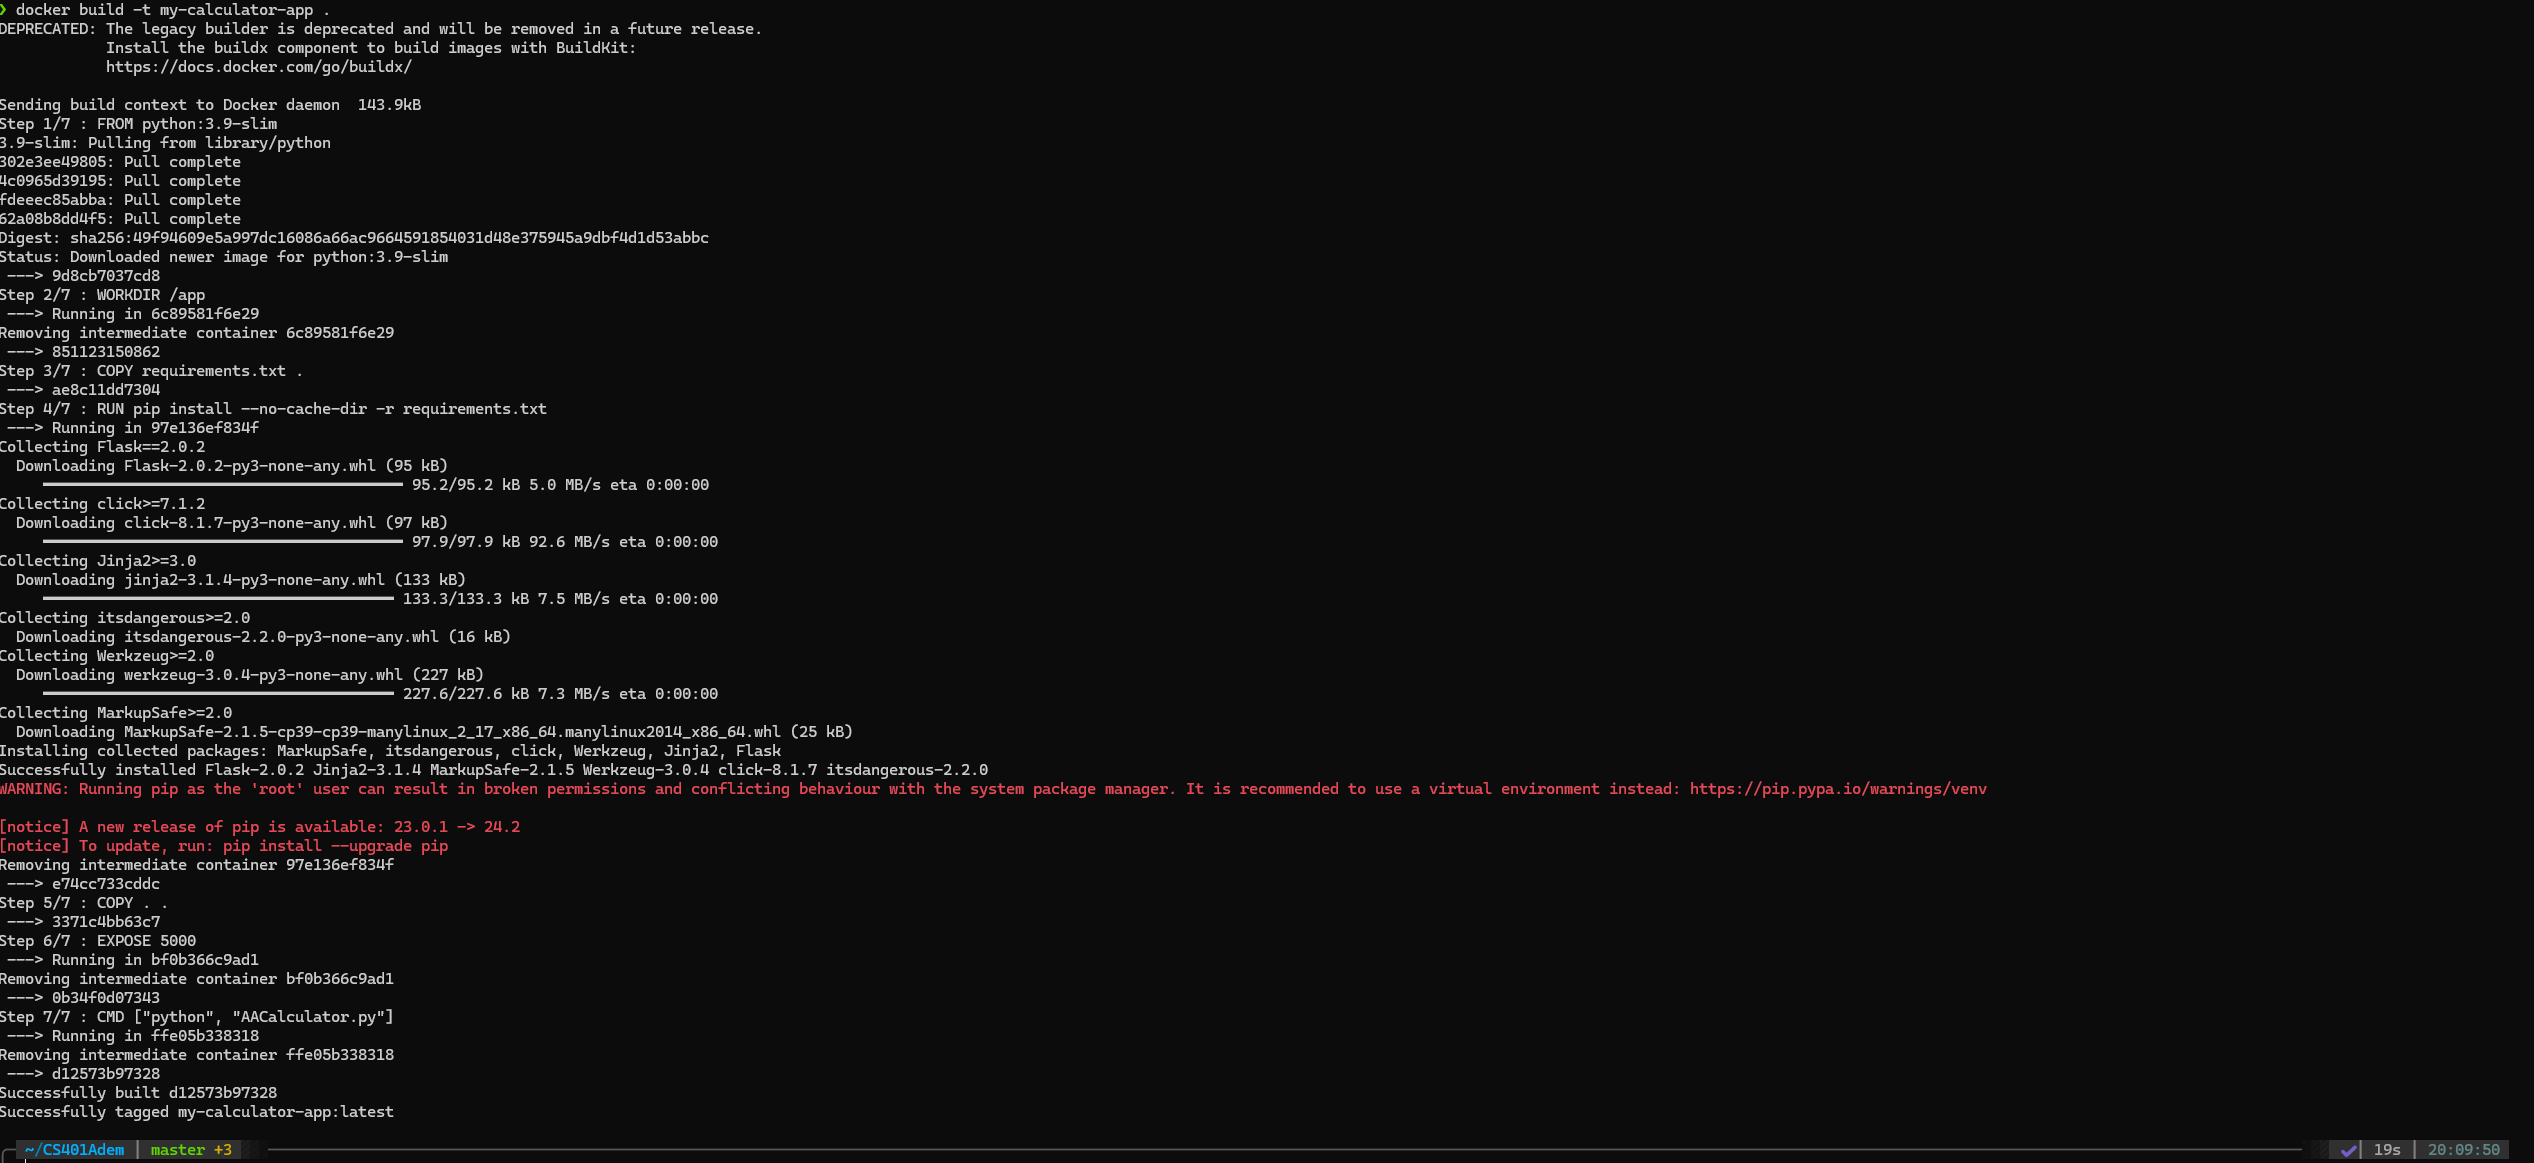 ❯ docker build -t my-calculator-app .
DEPRECATED: The legacy builder is deprecated and will be removed in a future release.
            Install the buildx component to build images with BuildKit:
            https://docs.docker.com/go/buildx/

Sending build context to Docker daemon  143.9kB
Step 1/7 : FROM python:3.9-slim
3.9-slim: Pulling from library/python
302e3ee49805: Pull complete
4c0965d39195: Pull complete
fdeeec85abba: Pull complete
62a08b8dd4f5: Pull complete
Digest: sha256:49f94609e5a997dc16086a66ac9664591854031d48e375945a9dbf4d1d53abbc
Status: Downloaded newer image for python:3.9-slim
 ---> 9d8cb7037cd8
Step 2/7 : WORKDIR /app
 ---> Running in 6c89581f6e29
Removing intermediate container 6c89581f6e29
 ---> 851123150862
Step 3/7 : COPY requirements.txt .
 ---> ae8c11dd7304
Step 4/7 : RUN pip install --no-cache-dir -r requirements.txt
 ---> Running in 97e136ef834f
Collecting Flask==2.0.2
  Downloading Flask-2.0.2-py3-none-any.whl (95 kB)
     ━━━━━━━━━━━━━━━━━━━━━━━━━━━━━━━━━━━━━━━━ 95.2/95.2 kB 5.0 MB/s eta 0:00:00
Collecting click>=7.1.2
  Downloading click-8.1.7-py3-none-any.whl (97 kB)
     ━━━━━━━━━━━━━━━━━━━━━━━━━━━━━━━━━━━━━━━━ 97.9/97.9 kB 92.6 MB/s eta 0:00:00
Collecting Jinja2>=3.0
  Downloading jinja2-3.1.4-py3-none-any.whl (133 kB)
     ━━━━━━━━━━━━━━━━━━━━━━━━━━━━━━━━━━━━━━━ 133.3/133.3 kB 7.5 MB/s eta 0:00:00
Collecting itsdangerous>=2.0
  Downloading itsdangerous-2.2.0-py3-none-any.whl (16 kB)
Collecting Werkzeug>=2.0
  Downloading werkzeug-3.0.4-py3-none-any.whl (227 kB)
     ━━━━━━━━━━━━━━━━━━━━━━━━━━━━━━━━━━━━━━━ 227.6/227.6 kB 7.3 MB/s eta 0:00:00
Collecting MarkupSafe>=2.0
  Downloading MarkupSafe-2.1.5-cp39-cp39-manylinux_2_17_x86_64.manylinux2014_x86_64.whl (25 kB)
Installing collected packages: MarkupSafe, itsdangerous, click, Werkzeug, Jinja2, Flask
Successfully installed Flask-2.0.2 Jinja2-3.1.4 MarkupSafe-2.1.5 Werkzeug-3.0.4 click-8.1.7 itsdangerous-2.2.0
WARNING: Running pip as the 'root' user can result in broken permissions and conflicting behaviour with the system package manager. It is recommended to use a virtual environment instead: https://pip.pypa.io/warnings/venv

[notice] A new release of pip is available: 23.0.1 -> 24.2
[notice] To update, run: pip install --upgrade pip
Removing intermediate container 97e136ef834f
 ---> e74cc733cddc
Step 5/7 : COPY . .
 ---> 3371c4bb63c7
Step 6/7 : EXPOSE 5000
 ---> Running in bf0b366c9ad1
Removing intermediate container bf0b366c9ad1
 ---> 0b34f0d07343
Step 7/7 : CMD ["python", "AACalculator.py"]
 ---> Running in ffe05b338318
Removing intermediate container ffe05b338318
 ---> d12573b97328
Successfully built d12573b97328
Successfully tagged my-calculator-app:latest

~/CS401Adem | master +3 ✔ | 19s | 20:09:50